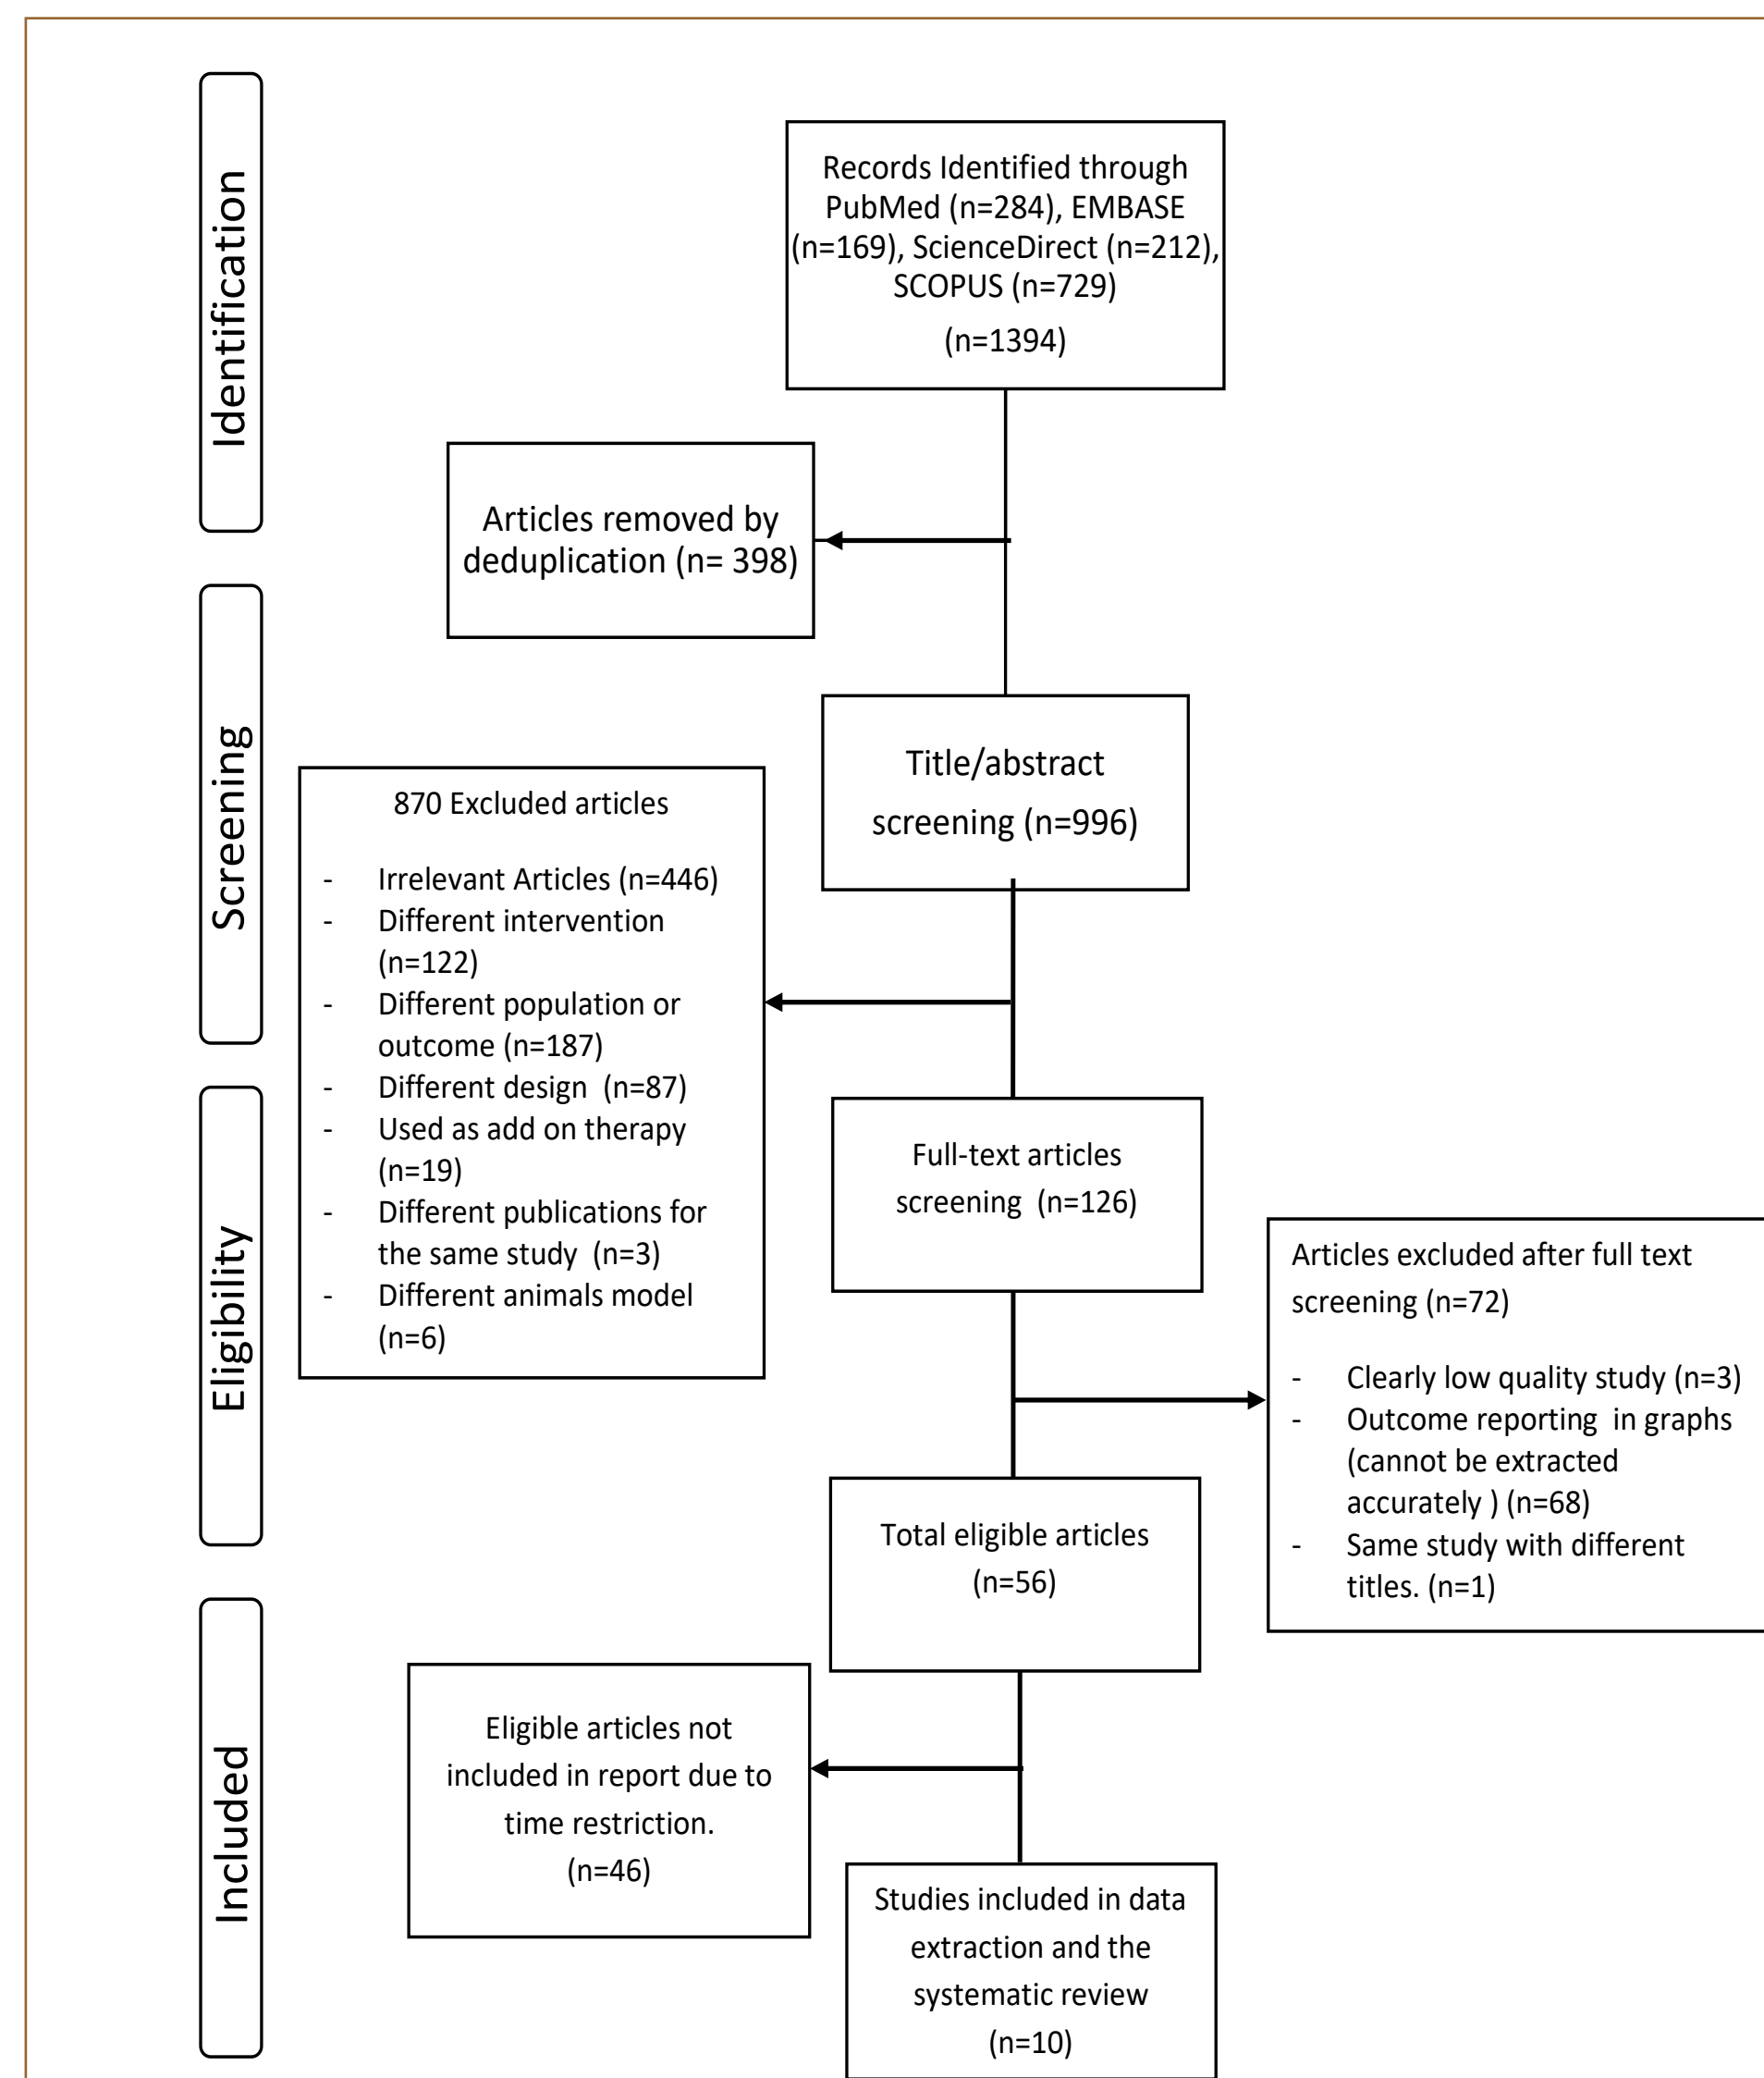 Identification
Records Identified through
PubMed (n=284), EMBASE
(n=169), ScienceDirect (n=212),
SCOPUS (n=729)
(n=1394)
Articles removed by
deduplication (n= 398)
Screening
Title/abstract
screening (n=996)
870 Excluded articles
- Irrelevant Articles (n=446)
- Different intervention
(n=122)
- Different population or
outcome (n=187)
- Different design (n=87)
- Used as add on therapy
(n=19)
- Different publications for
the same study (n=3)
- Different animals model
(n=6)
Eligibility
Full-text articles
screening (n=126)
Articles excluded after full text
screening (n=72)
- Clearly low quality study (n=3)
- Outcome reporting in graphs
(cannot be extracted
accurately ) (n=68)
- Same study with different
titles. (n=1)
Total eligible articles
(n=56)
Included
Eligible articles not
included in report due to
time restriction.
(n=46)
Studies included in data
extraction and the
systematic review
(n=10)